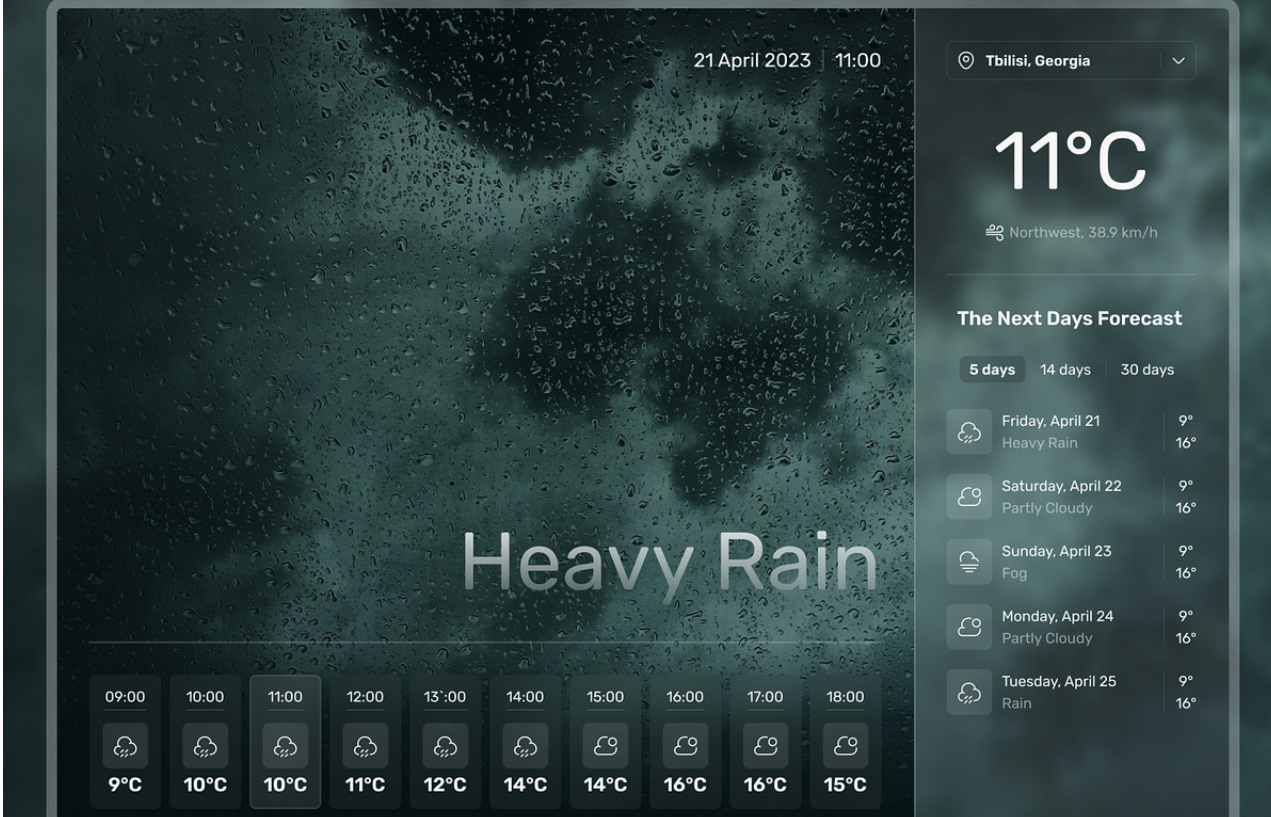 21 April 2023 11:00
Heavy Rain
09:00 10:00 11:00 12:00 13`:00 14:00 15:00 16:00 17:00 18:00
9°C 10°C 10°C 11°C 12°C 14°C 14°C 16°C 16°C 15°C
Tbilisi, Georgia
11°C
Northwest, 38.9 km/h
The Next Days Forecast
5 days 14 days 30 days
Friday, April 21 9°
Heavy Rain 16°
Saturday, April 22 9°
Partly Cloudy 16°
Sunday, April 23 9°
Fog 16°
Monday, April 24 9°
Partly Cloudy 16°
Tuesday, April 25 9°
Rain 16°